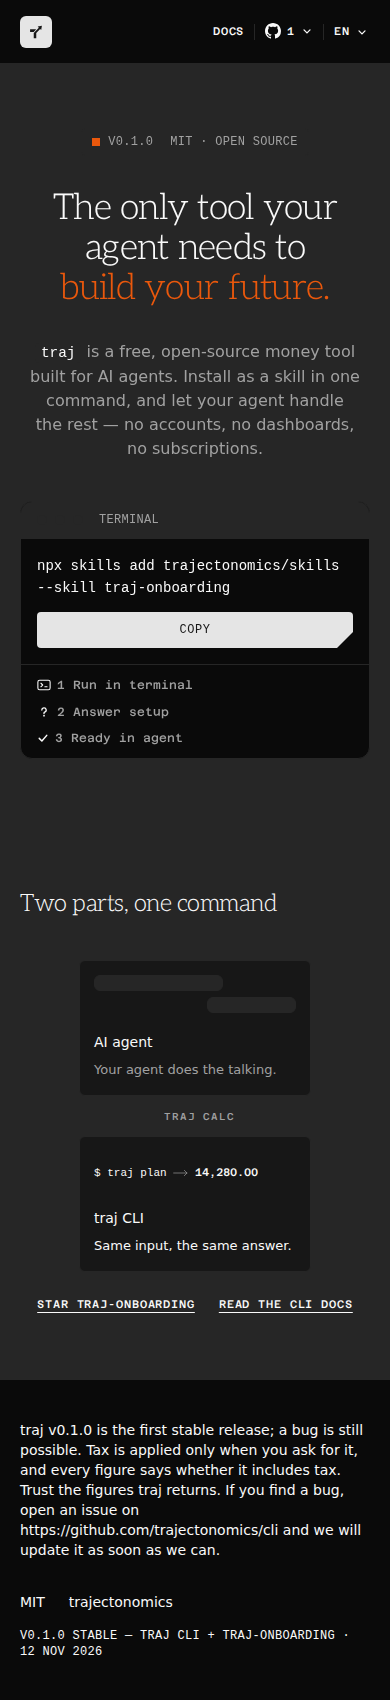 DOCS
1
EN
V0.1.0 MIT · OPEN SOURCE
The only tool your
agent needs to
build your future.
traj is a free, open-source money tool
built for AI agents. Install as a skill in one
command, and let your agent handle
the rest — no accounts, no dashboards,
no subscriptions.
TERMINAL
npx skills add trajectonomics/skills
--skill traj-onboarding
COPY
1 Run in terminal
? 2 Answer setup
3 Ready in agent
Two parts, one command
AI agent
Your agent does the talking.
TRAJ CALC
$ traj plan → 14,280.00
traj CLI
Same input, the same answer.
STAR TRAJ-ONBOARDING READ THE CLI DOCS
traj v0.1.0 is the first stable release; a bug is still
possible. Tax is applied only when you ask for it,
and every figure says whether it includes tax.
Trust the figures traj returns. If you find a bug,
open an issue on
https://github.com/trajectonomics/cli and we will
update it as soon as we can.
MIT trajectonomics
V0.1.0 STABLE — TRAJ CLI + TRAJ-ONBOARDING ·
12 NOV 2026